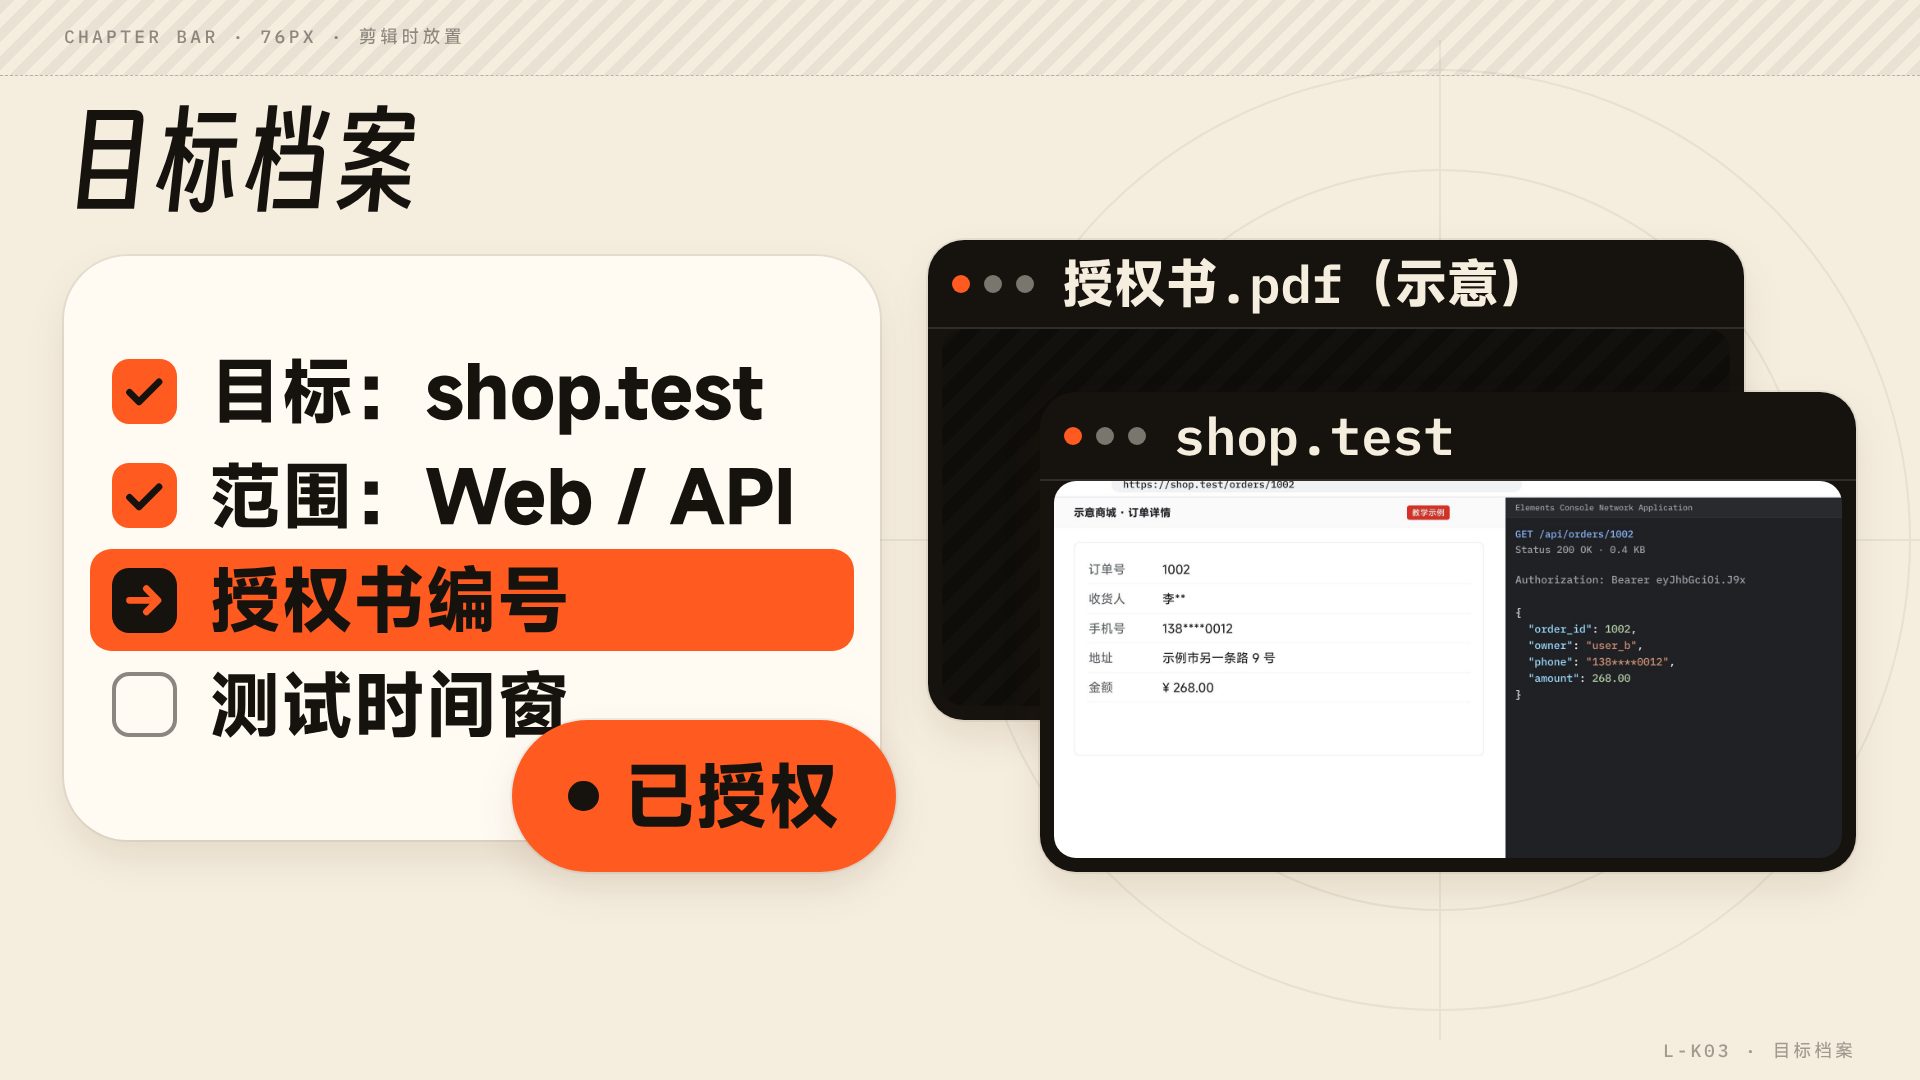 CHAPTER BAR · 76PX · 剪辑时放置
目标档案
目标：shop.test
范围：Web / API
授权书编号
测试时间窗
已授权
授权书.pdf（示意）
shop.test
https://shop.test/orders/1002
示意商城·订单详情
教学示例
订单号 1002
收货人 李**
手机号 138****0012
地址 示例市另一条路 9 号
金额 ¥ 268.00
Elements Console Network Application
GET /api/orders/1002
Status 200 OK · 0.4 KB
Authorization: Bearer eyJhbGciOi.J9x
{
"order_id": 1002,
"owner": "user_b",
"phone": "138****0012",
"amount": 268.00
}
L-K03 · 目标档案